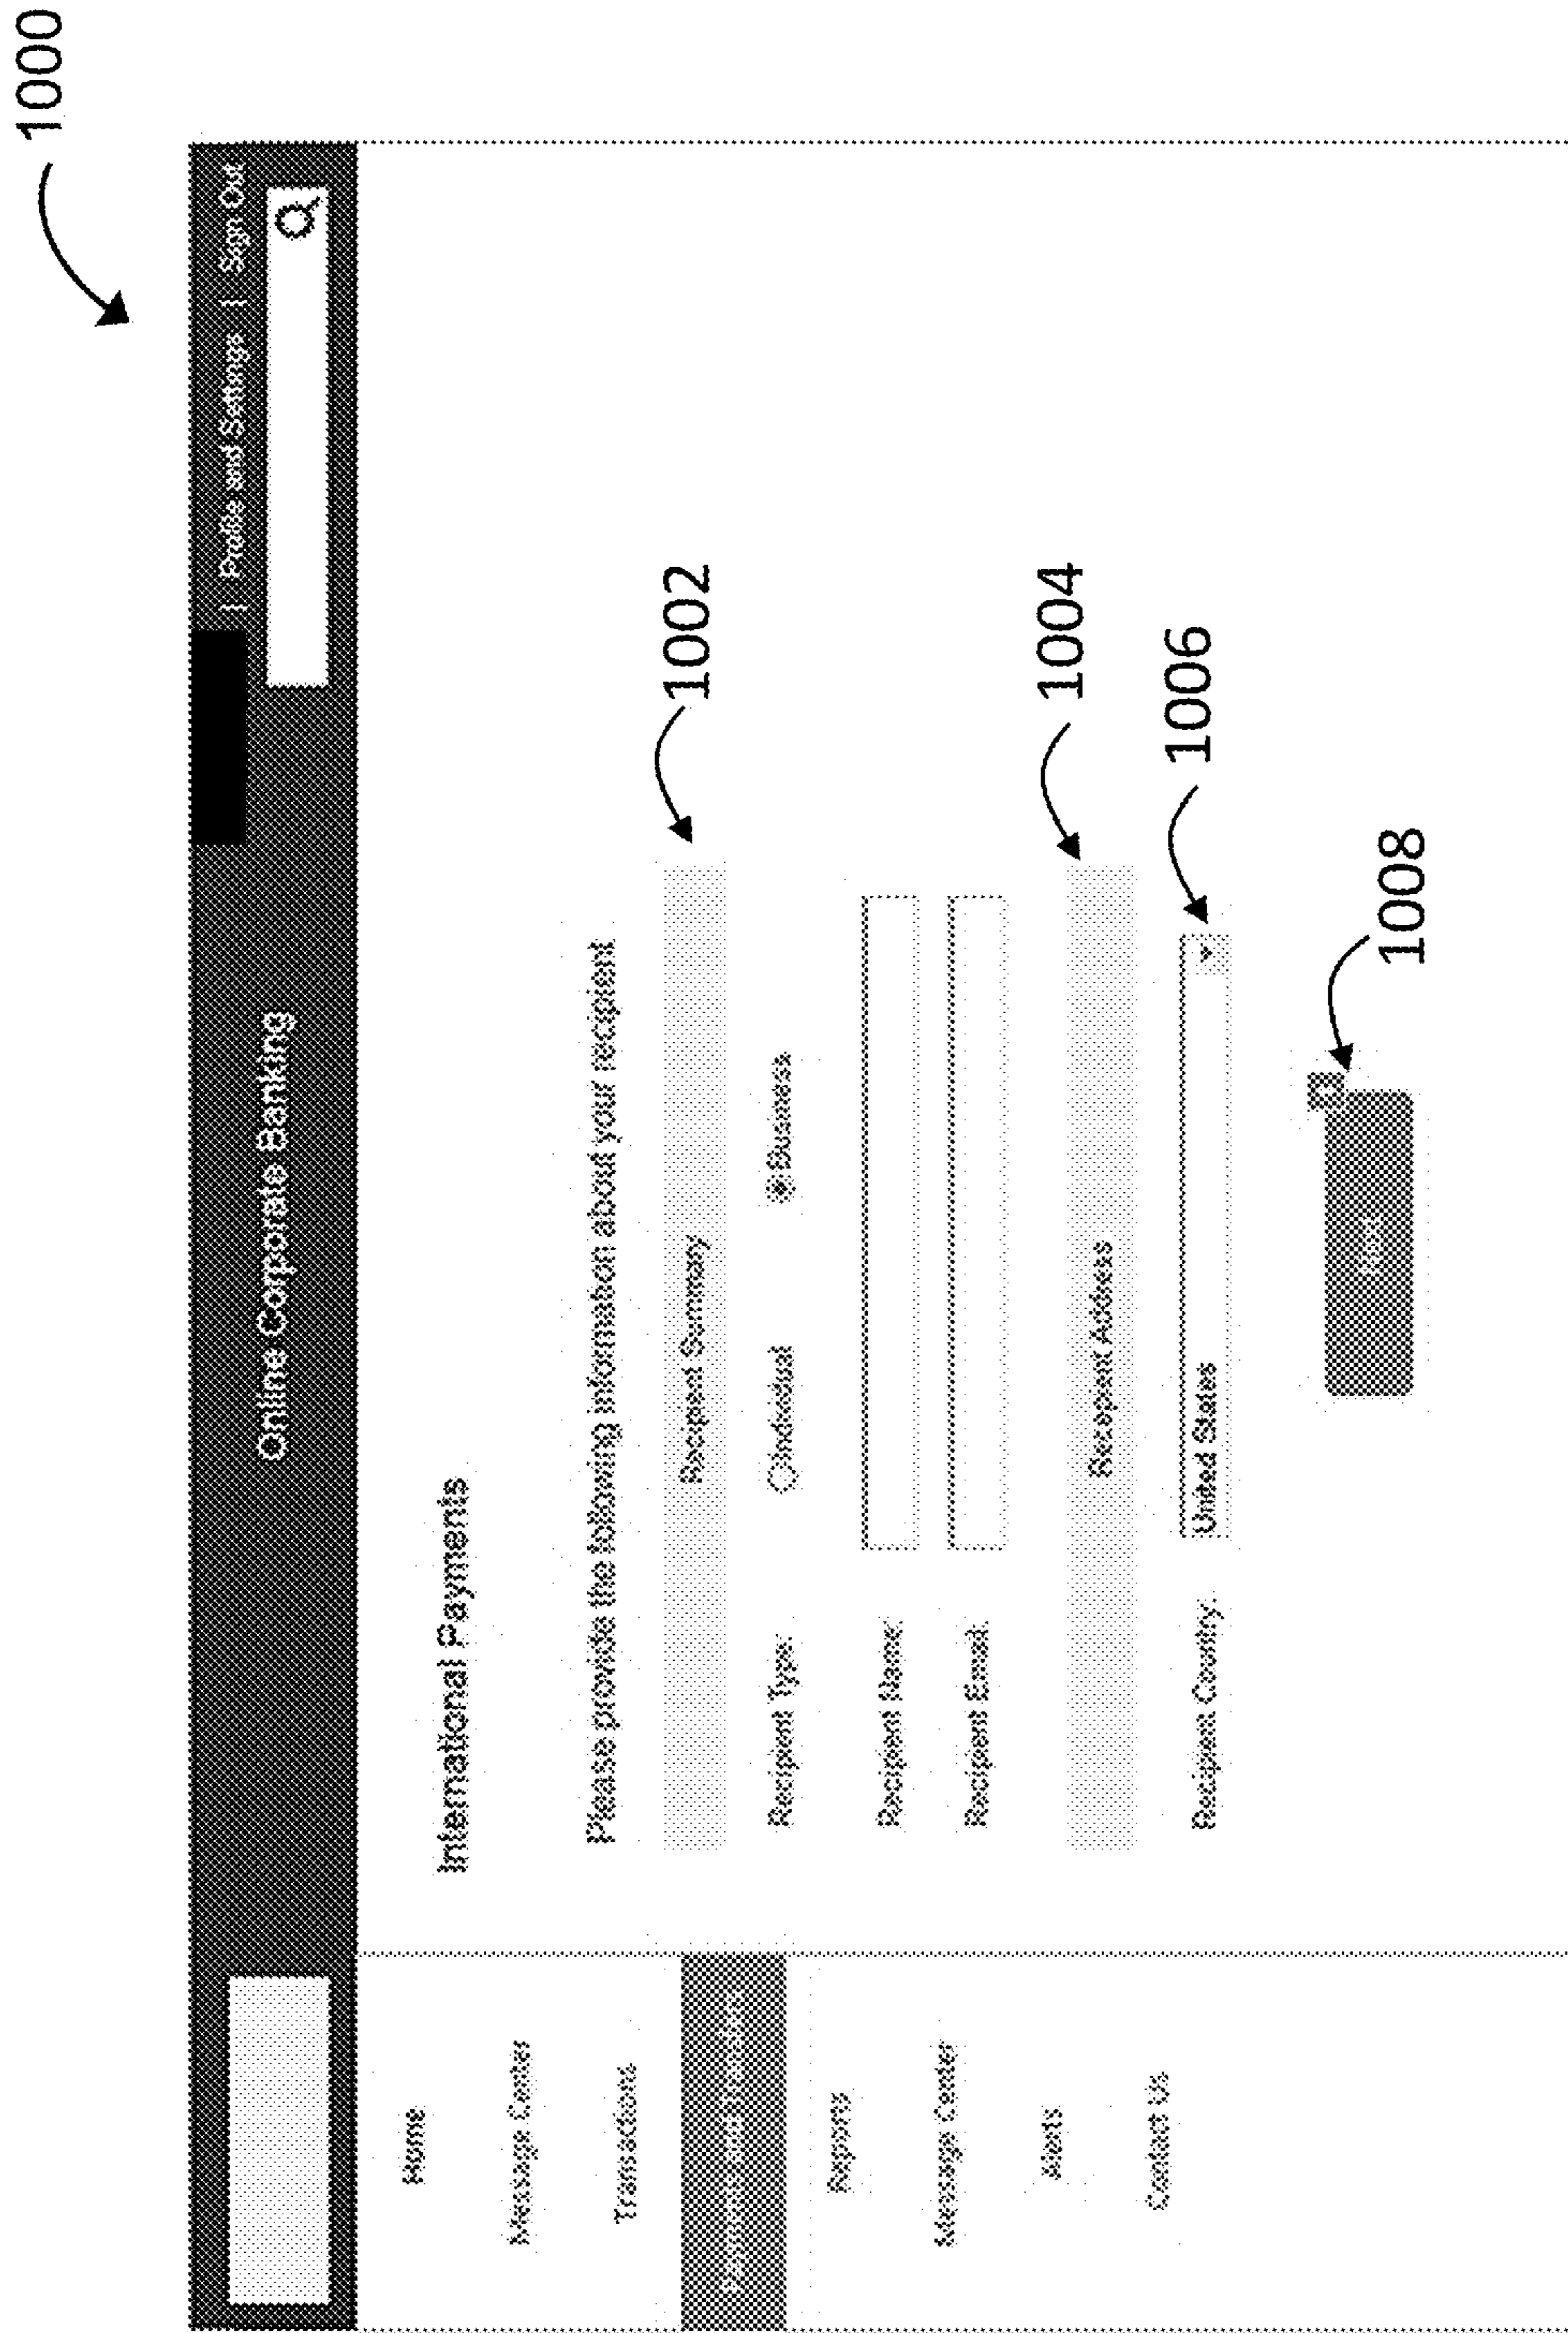 1000
Profile and Settings | Sign Out
Online Corporate Banking
Home
Message Center
Transactions
Reports
Message Center
Alerts
Contact Us
International Payments
Please provide the following information about your recipient
Recipient Summary
1002
Recipient Type: Individual Business
Recipient Name:
Recipient Email:
Recipient Address
1004
Recipient Country: United States
1006
1008